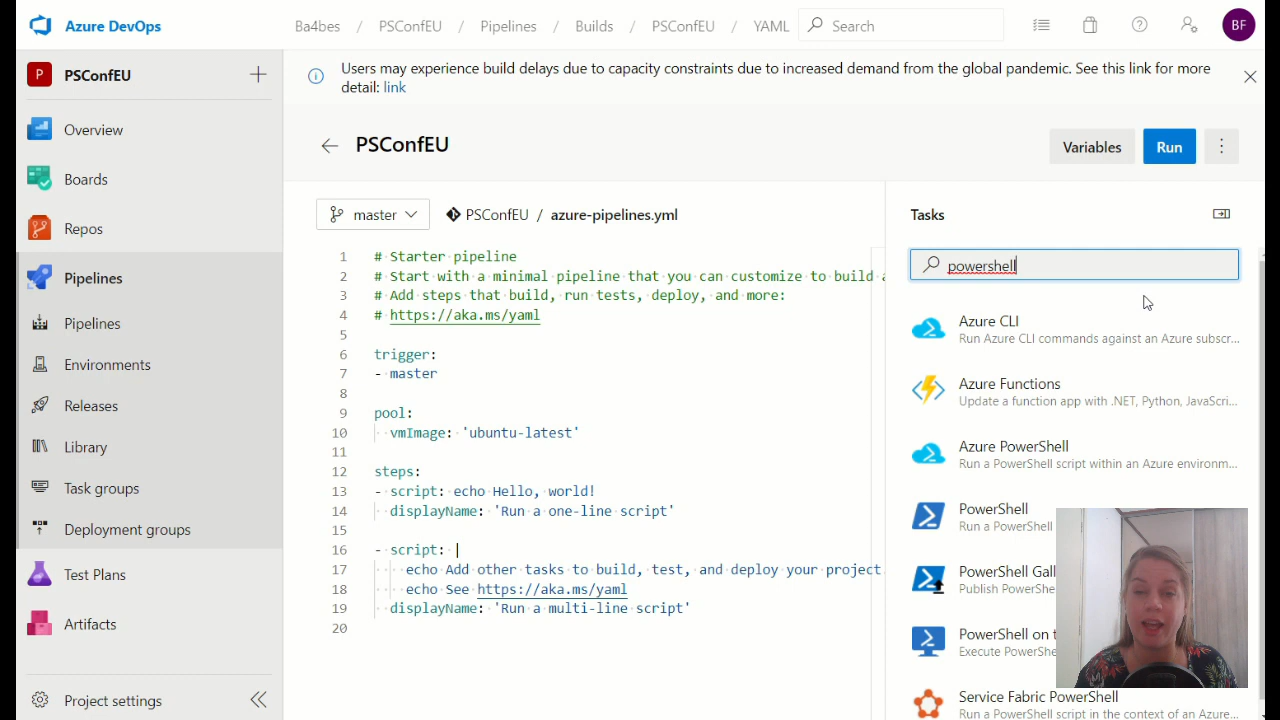 Azure DevOps
Ba4bes / PSConfEU / Pipelines / Builds / PSConfEU / YAML
Search
BF
P PSConfEU
Overview
Boards
Repos
Pipelines
Pipelines
Environments
Releases
Library
Task groups
Deployment groups
Test Plans
Artifacts
Project settings
Users may experience build delays due to capacity constraints due to increased demand from the global pandemic. See this link for more
detail: link
PSConfEU
Variables
Run
master
PSConfEU / azure-pipelines.yml
1 # Starter pipeline
2 # Start with a minimal pipeline that you can customize to build a
3 # Add steps that build, run tests, deploy, and more:
4 # https://aka.ms/yaml
5
6 trigger:
7 - master
8
9 pool:
10 vmImage: 'ubuntu-latest'
11
12 steps:
13 - script: echo Hello, world!
14 displayName: 'Run a one-line script'
15
16 - script: |
17 echo Add other tasks to build, test, and deploy your project.
18 echo See https://aka.ms/yaml
19 displayName: 'Run a multi-line script'
20
Tasks
powershell
Azure CLI
Run Azure CLI commands against an Azure subscr...
Azure Functions
Update a function app with .NET, Python, JavaScri...
Azure PowerShell
Run a PowerShell script within an Azure environm...
PowerShell
Run a PowerShell
PowerShell Gall
Publish PowerShe
PowerShell on t
Execute PowerShe
Service Fabric PowerShell
Run a PowerShell script in the context of an Azure...